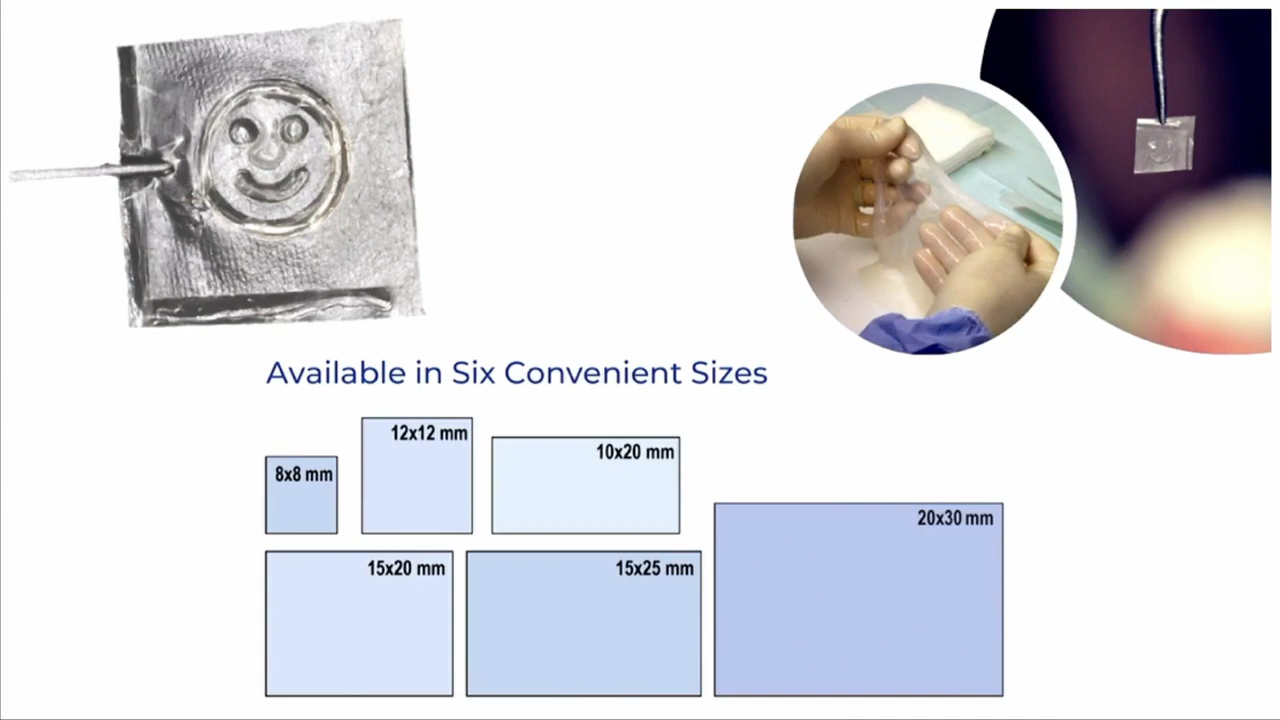 Available in Six Convenient Sizes
8x8 mm
12x12 mm
10x20 mm
15x20 mm
15x25 mm
20x30 mm